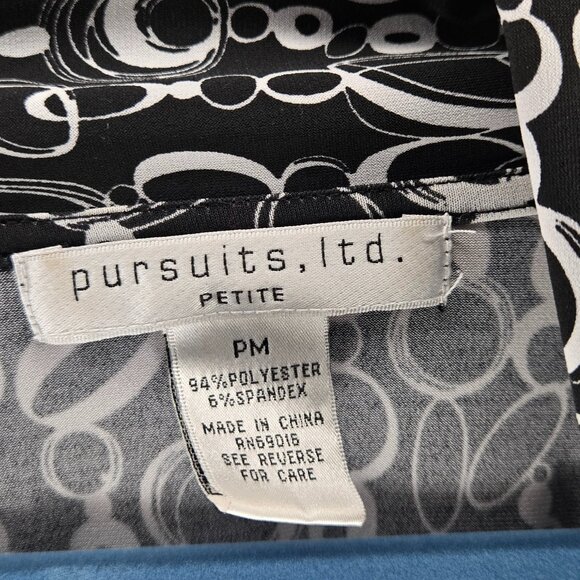 pursuits,ltd.
PETITE
PM
94%POLYESTER
6%SPANDEX
MADE IN CHINA
RN69016
SEE REVERSE
FOR CARE